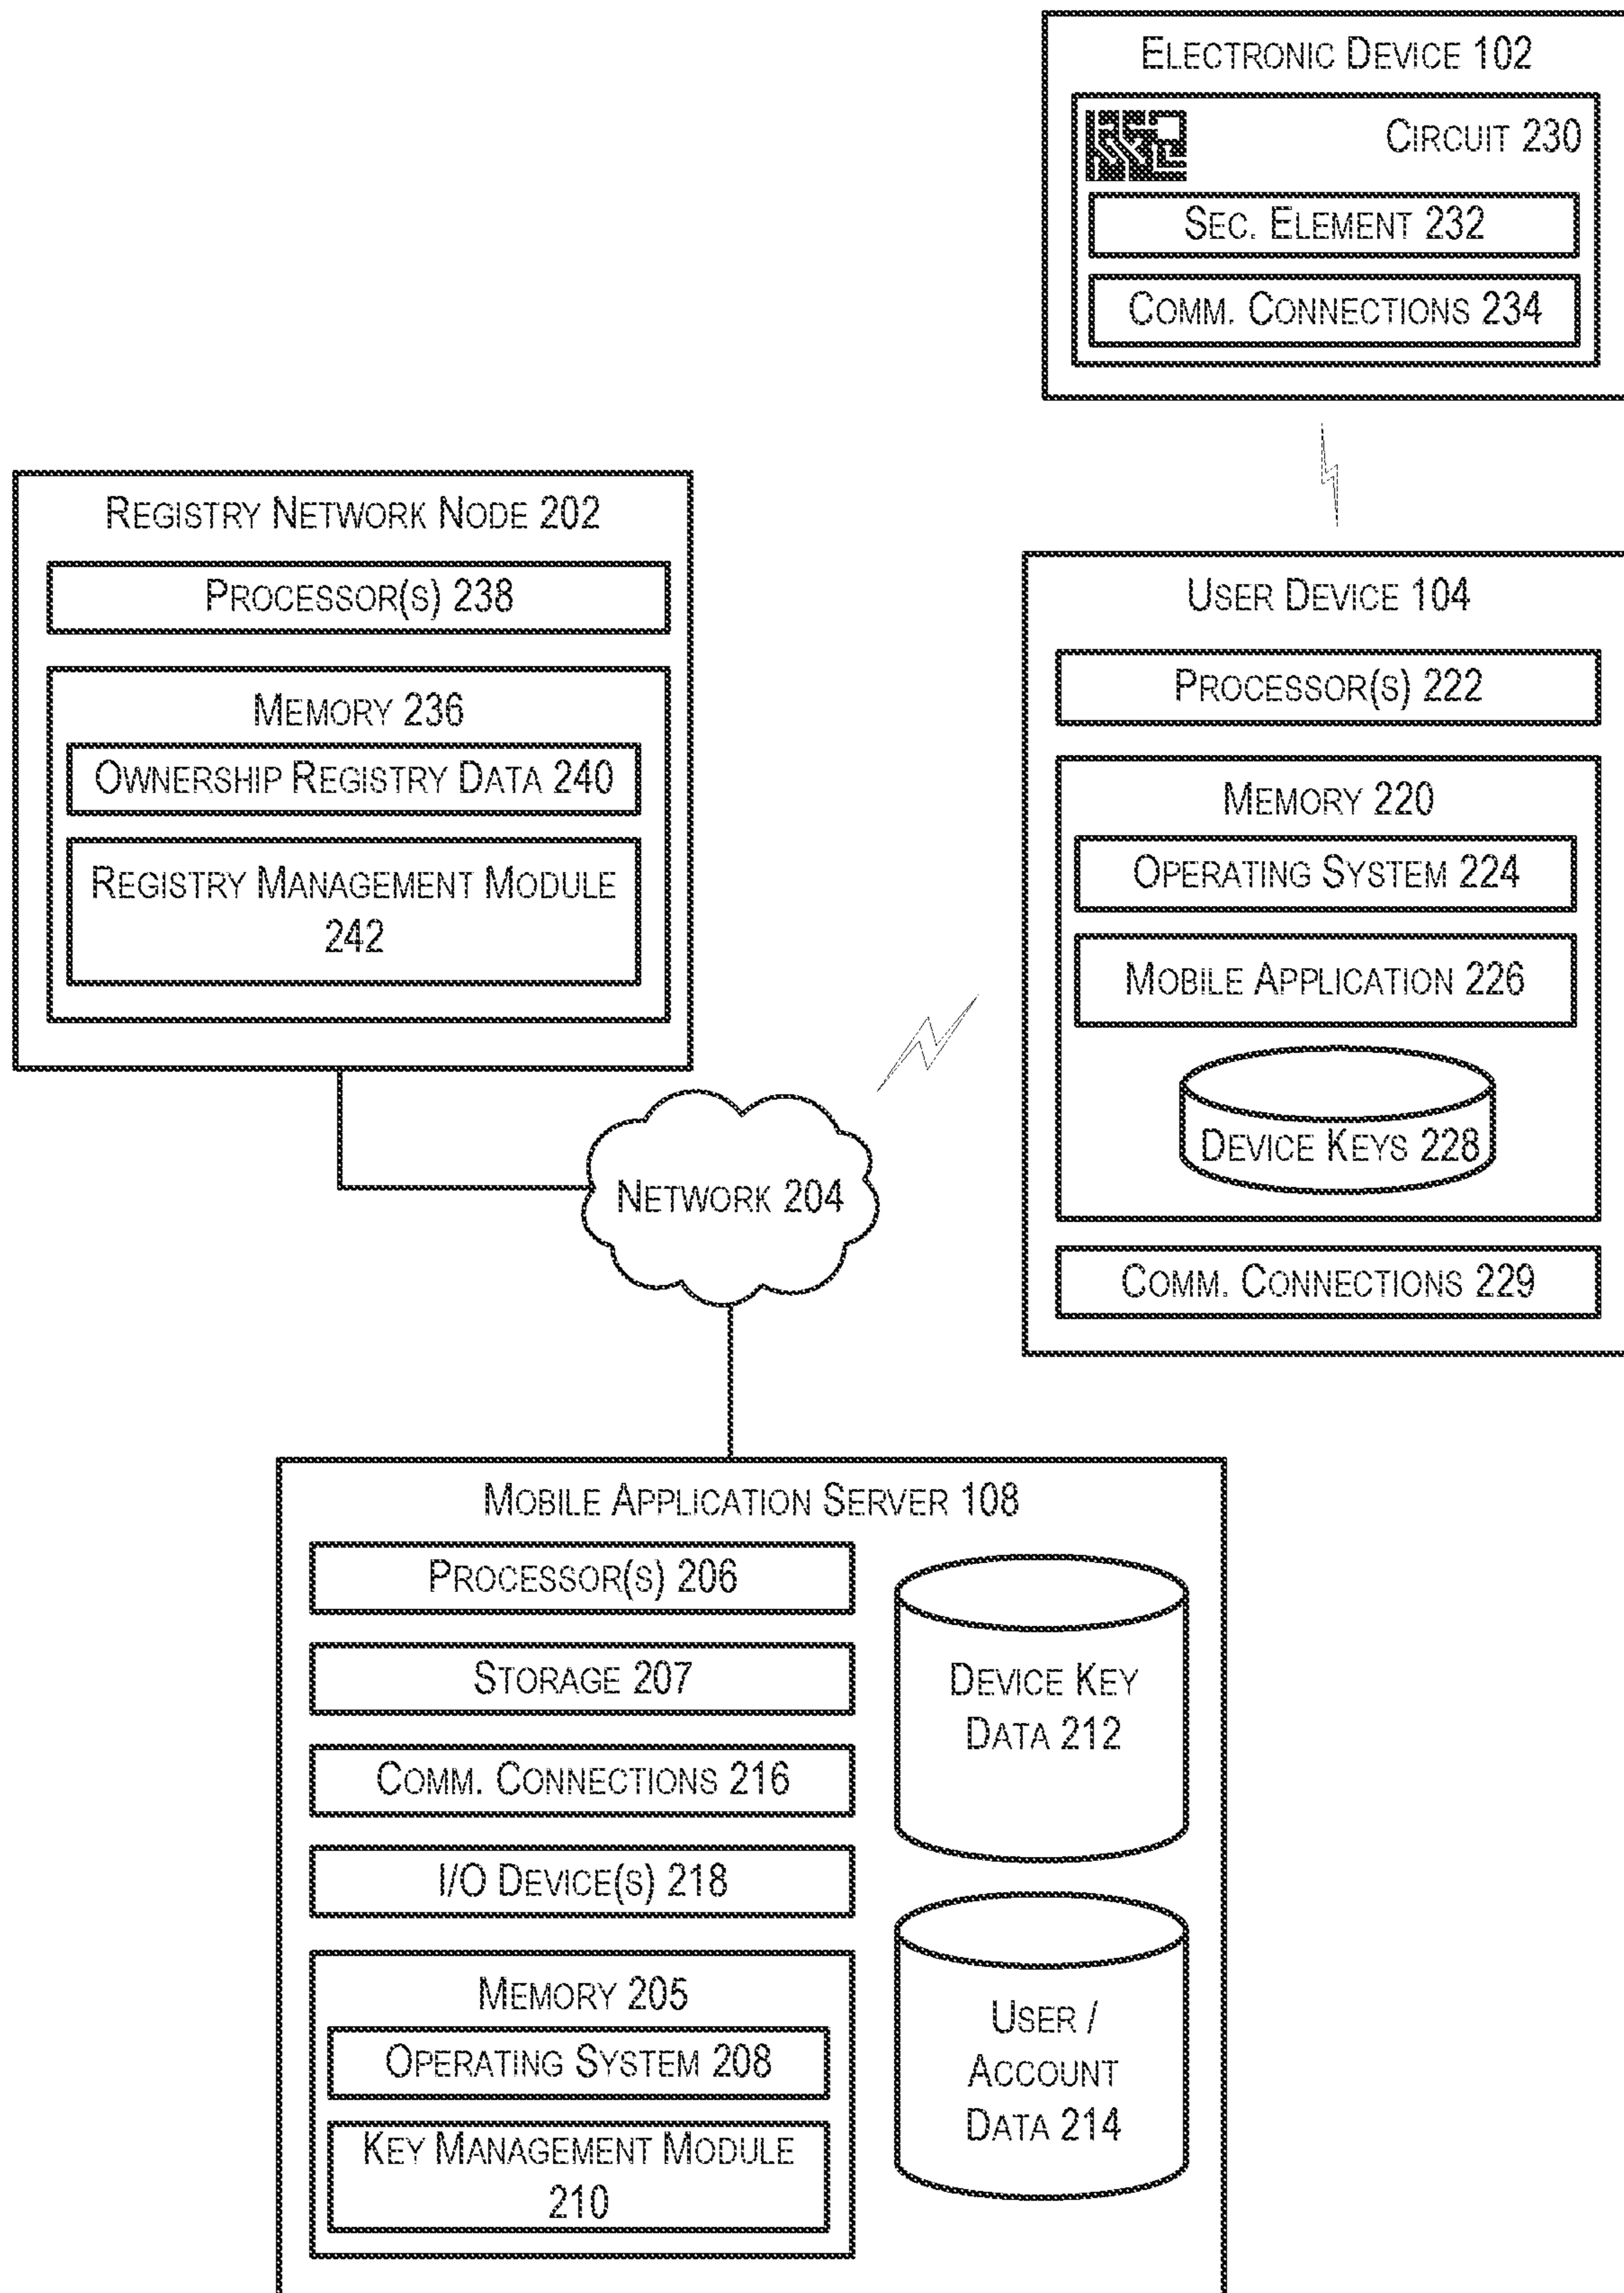 ELECTRONIC DEVICE 102
CIRCUIT 230
SEC. ELEMENT 232
COMM. CONNECTIONS 234
REGISTRY NETWORK NODE 202
PROCESSOR(S) 238
MEMORY 236
OWNERSHIP REGISTRY DATA 240
REGISTRY MANAGEMENT MODULE
242
USER DEVICE 104
PROCESSOR(S) 222
MEMORY 220
OPERATING SYSTEM 224
MOBILE APPLICATION 226
DEVICE KEYS 228
COMM. CONNECTIONS 229
NETWORK 204
MOBILE APPLICATION SERVER 108
PROCESSOR(S) 206
STORAGE 207
COMM. CONNECTIONS 216
I/O DEVICE(S) 218
MEMORY 205
OPERATING SYSTEM 208
KEY MANAGEMENT MODULE
210
DEVICE KEY
DATA 212
USER /
ACCOUNT
DATA 214